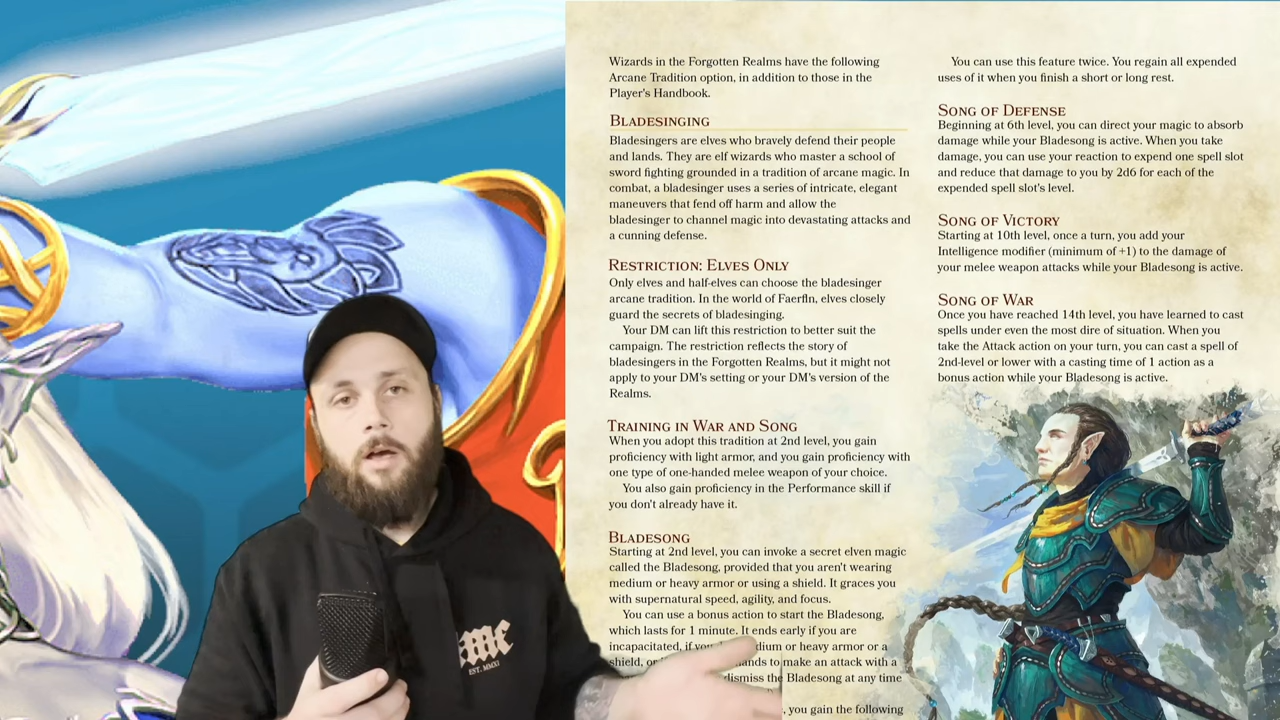 Wizards in the Forgotten Realms have the following
Arcane Tradition option, in addition to those in the
Player's Handbook.
BLADESINGING
Bladesingers are elves who bravely defend their people
and lands. They are elf wizards who master a school of
sword fighting grounded in a tradition of arcane magic. In
combat, a bladesinger uses a series of intricate, elegant
maneuvers that fend off harm and allow the
bladesinger to channel magic into devastating attacks and
a cunning defense.
RESTRICTION: ELVES ONLY
Only elves and half-elves can choose the bladesinger
arcane tradition. In the world of Faerfln, elves closely
guard the secrets of bladesinging.
Your DM can lift this restriction to better suit the
campaign. The restriction reflects the story of
bladesingers in the Forgotten Realms, but it might not
apply to your DM's setting or your DM's version of the
Realms.
TRAINING IN WAR AND SONG
When you adopt this tradition at 2nd level, you gain
proficiency with light armor, and you gain proficiency with
one type of one-handed melee weapon of your choice.
You also gain proficiency in the Performance skill if
you don't already have it.
BLADESONG
Starting at 2nd level, you can invoke a secret elven magic
called the Bladesong, provided that you aren't wearing
medium or heavy armor or using a shield. It graces you
with supernatural speed, agility, and focus.
You can use a bonus action to start the Bladesong,
which lasts for 1 minute. It ends early if you are
incapacitated, if or heavy armor or a
shield, to make an attack with a
dismiss the Bladesong at any time
, you gain the following
You can use this feature twice. You regain all expended
uses of it when you finish a short or long rest.
SONG OF DEFENSE
Beginning at 6th level, you can direct your magic to absorb
damage while your Bladesong is active. When you take
damage, you can use your reaction to expend one spell slot
and reduce that damage to you by 2d6 for each of the
expended spell slot's level.
SONG OF VICTORY
Starting at 10th level, once a turn, you add your
Intelligence modifier (minimum of +1) to the damage of
your melee weapon attacks while your Bladesong is active.
SONG OF WAR
Once you have reached 14th level, you have learned to cast
spells under even the most dire of situation. When you
take the Attack action on your turn, you can cast a spell of
2nd-level or lower with a casting time of 1 action as a
bonus action while your Bladesong is active.
EST. MMXI